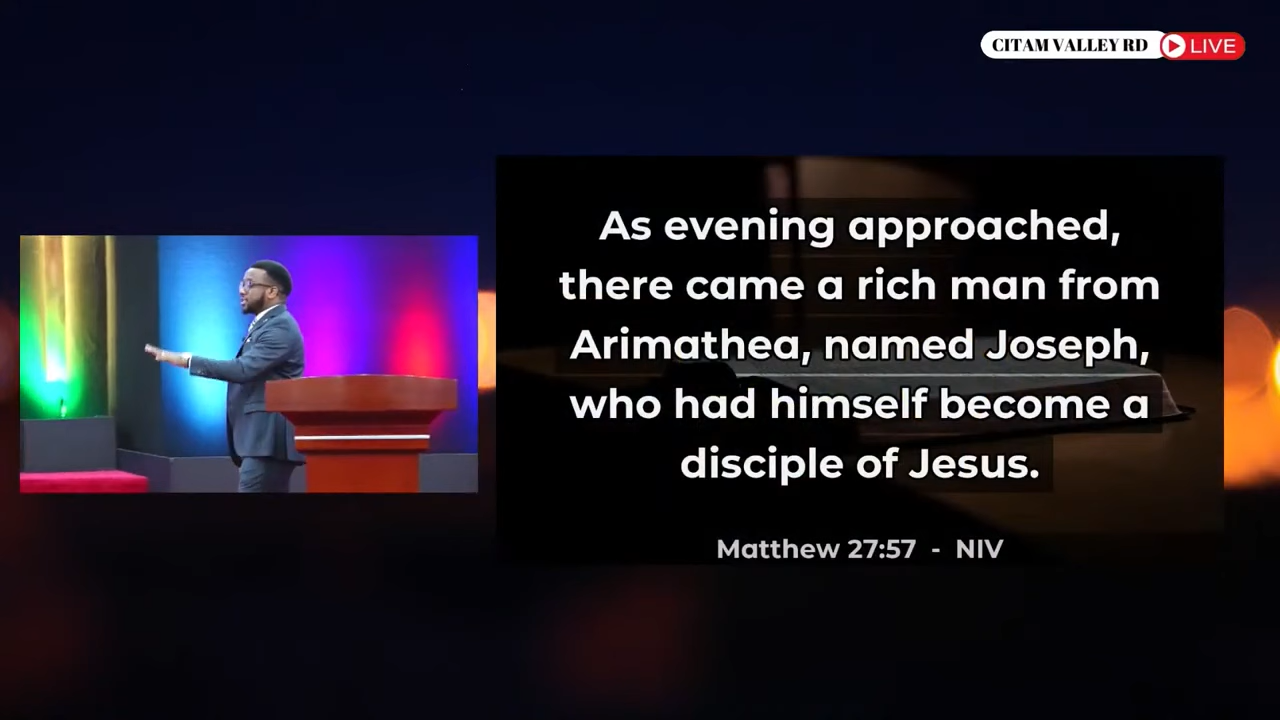 CITAM VALLEY RD
LIVE
As evening approached,
there came a rich man from
Arimathea, named Joseph,
who had himself become a
disciple of Jesus.
Matthew 27:57 - NIV